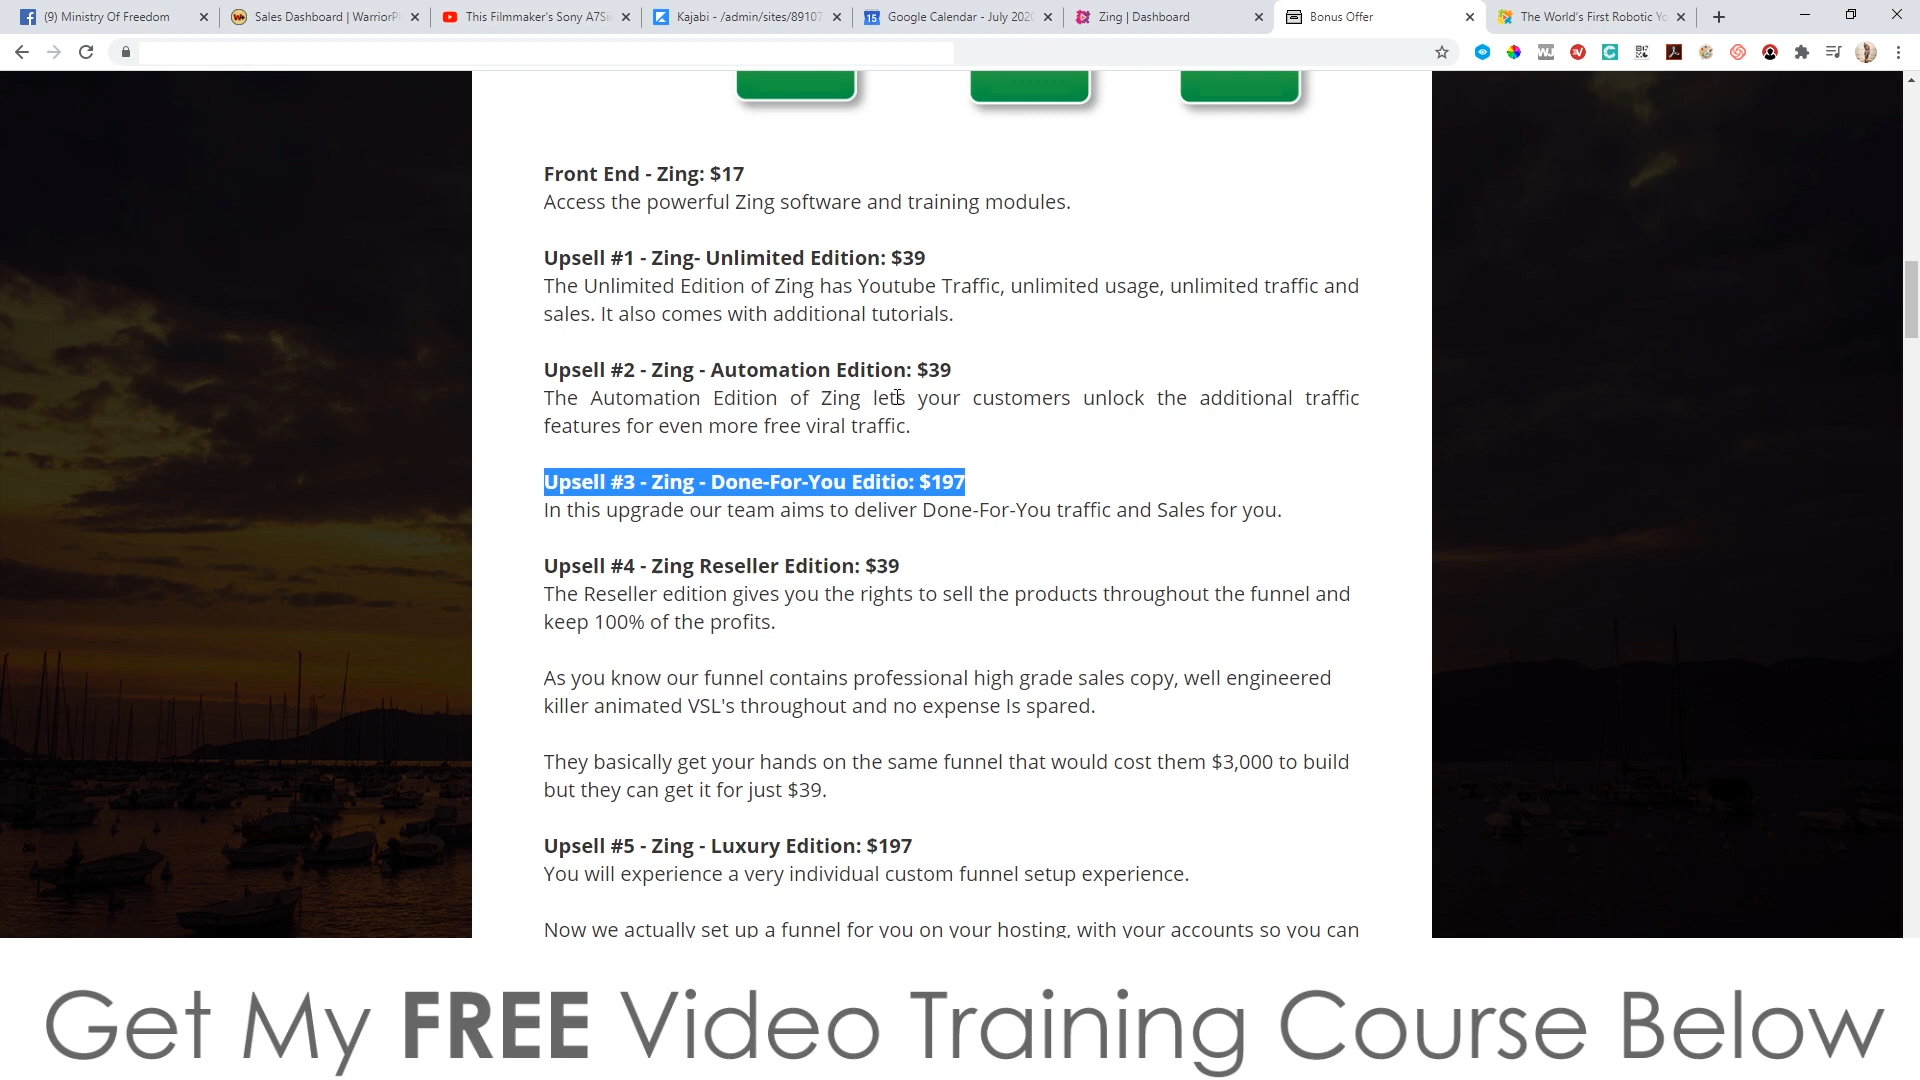 (9) Ministry Of Freedom
Sales Dashboard | WarriorPl
This Filmmaker's Sony A7Si
Kajabi - /admin/sites/89107
Google Calendar - July 2020
Zing | Dashboard
Bonus Offer
The World's First Robotic Yo
Front End - Zing: $17
Access the powerful Zing software and training modules.
Upsell #1 - Zing- Unlimited Edition: $39
The Unlimited Edition of Zing has Youtube Traffic, unlimited usage, unlimited traffic and
sales. It also comes with additional tutorials.
Upsell #2 - Zing - Automation Edition: $39
The Automation Edition of Zing lets your customers unlock the additional traffic
features for even more free viral traffic.
Upsell #3 - Zing - Done-For-You Editio: $197
In this upgrade our team aims to deliver Done-For-You traffic and Sales for you.
Upsell #4 - Zing Reseller Edition: $39
The Reseller edition gives you the rights to sell the products throughout the funnel and
keep 100% of the profits.
As you know our funnel contains professional high grade sales copy, well engineered
killer animated VSL's throughout and no expense Is spared.
They basically get your hands on the same funnel that would cost them $3,000 to build
but they can get it for just $39.
Upsell #5 - Zing - Luxury Edition: $197
You will experience a very individual custom funnel setup experience.
Now we actually set up a funnel for you on your hosting, with your accounts so you can
Get My FREE Video Training Course Below